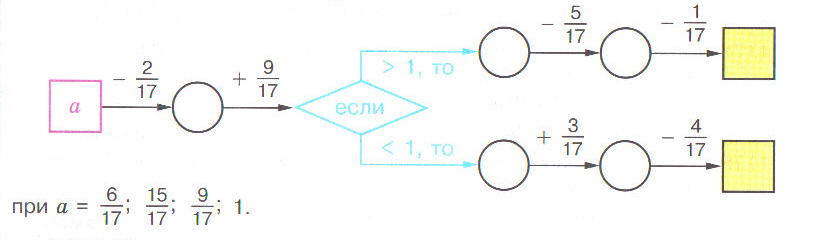 − 5/17 − 1/17
> 1, то
− 2/17 + 9/17
a
если
< 1, то
+ 3/17 − 4/17
при a = 6/17; 15/17; 9/17; 1.